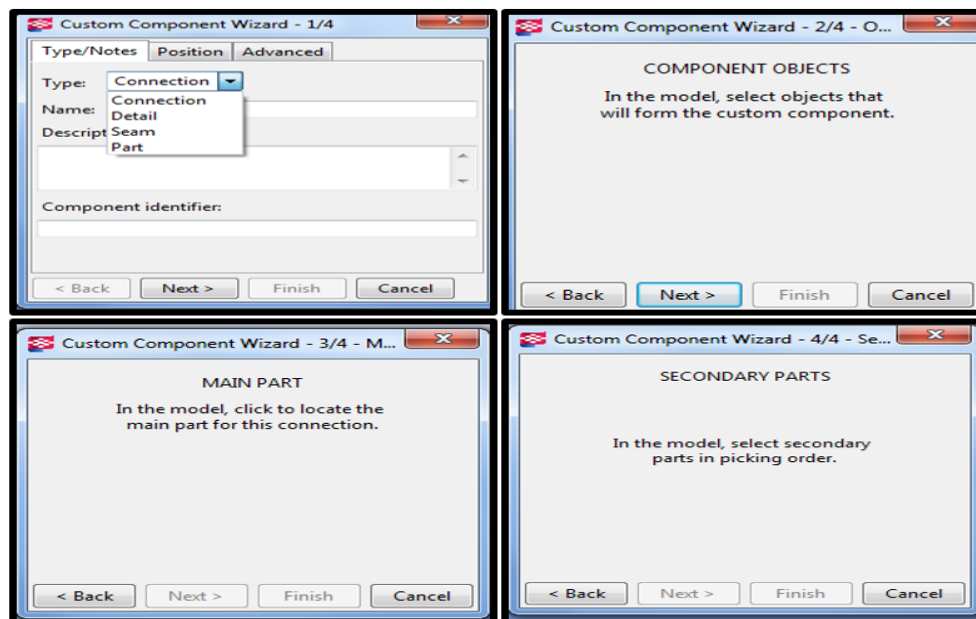 Custom Component Wizard - 1/4
Type/Notes Position Advanced
Type: Connection
Connection
Name:
Detail
Descript Seam
Part
Component identifier:
< Back Next > Finish Cancel
Custom Component Wizard - 2/4 - O...
COMPONENT OBJECTS
In the model, select objects that
will form the custom component.
< Back Next > Finish Cancel
Custom Component Wizard - 3/4 - M...
MAIN PART
In the model, click to locate the
main part for this connection.
< Back Next > Finish Cancel
Custom Component Wizard - 4/4 - Se...
SECONDARY PARTS
In the model, select secondary
parts in picking order.
< Back Next > Finish Cancel